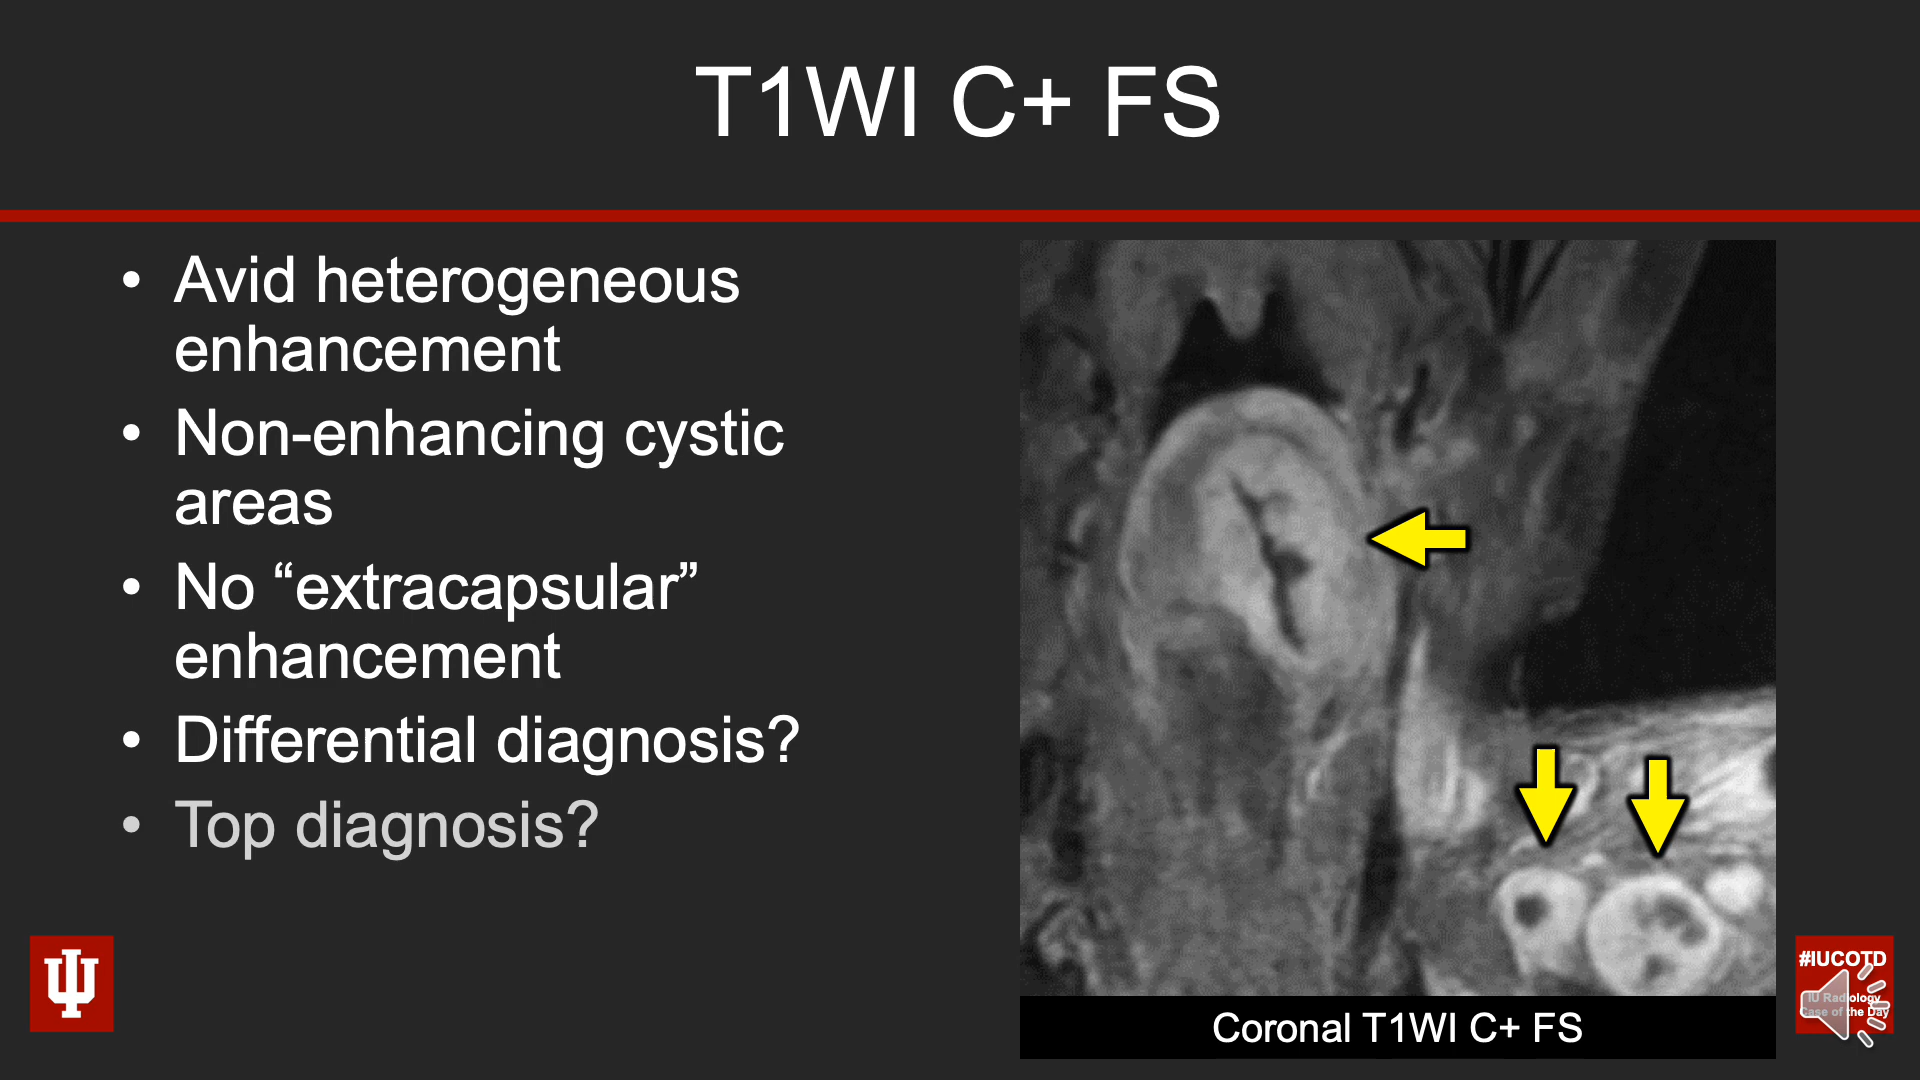 T1WI C+ FS
• Avid heterogeneous
enhancement
• Non-enhancing cystic
areas
• No “extracapsular”
enhancement
• Differential diagnosis?
• Top diagnosis?
Coronal T1WI C+ FS
#IUCOTD
IU Radiology
Case of the Day